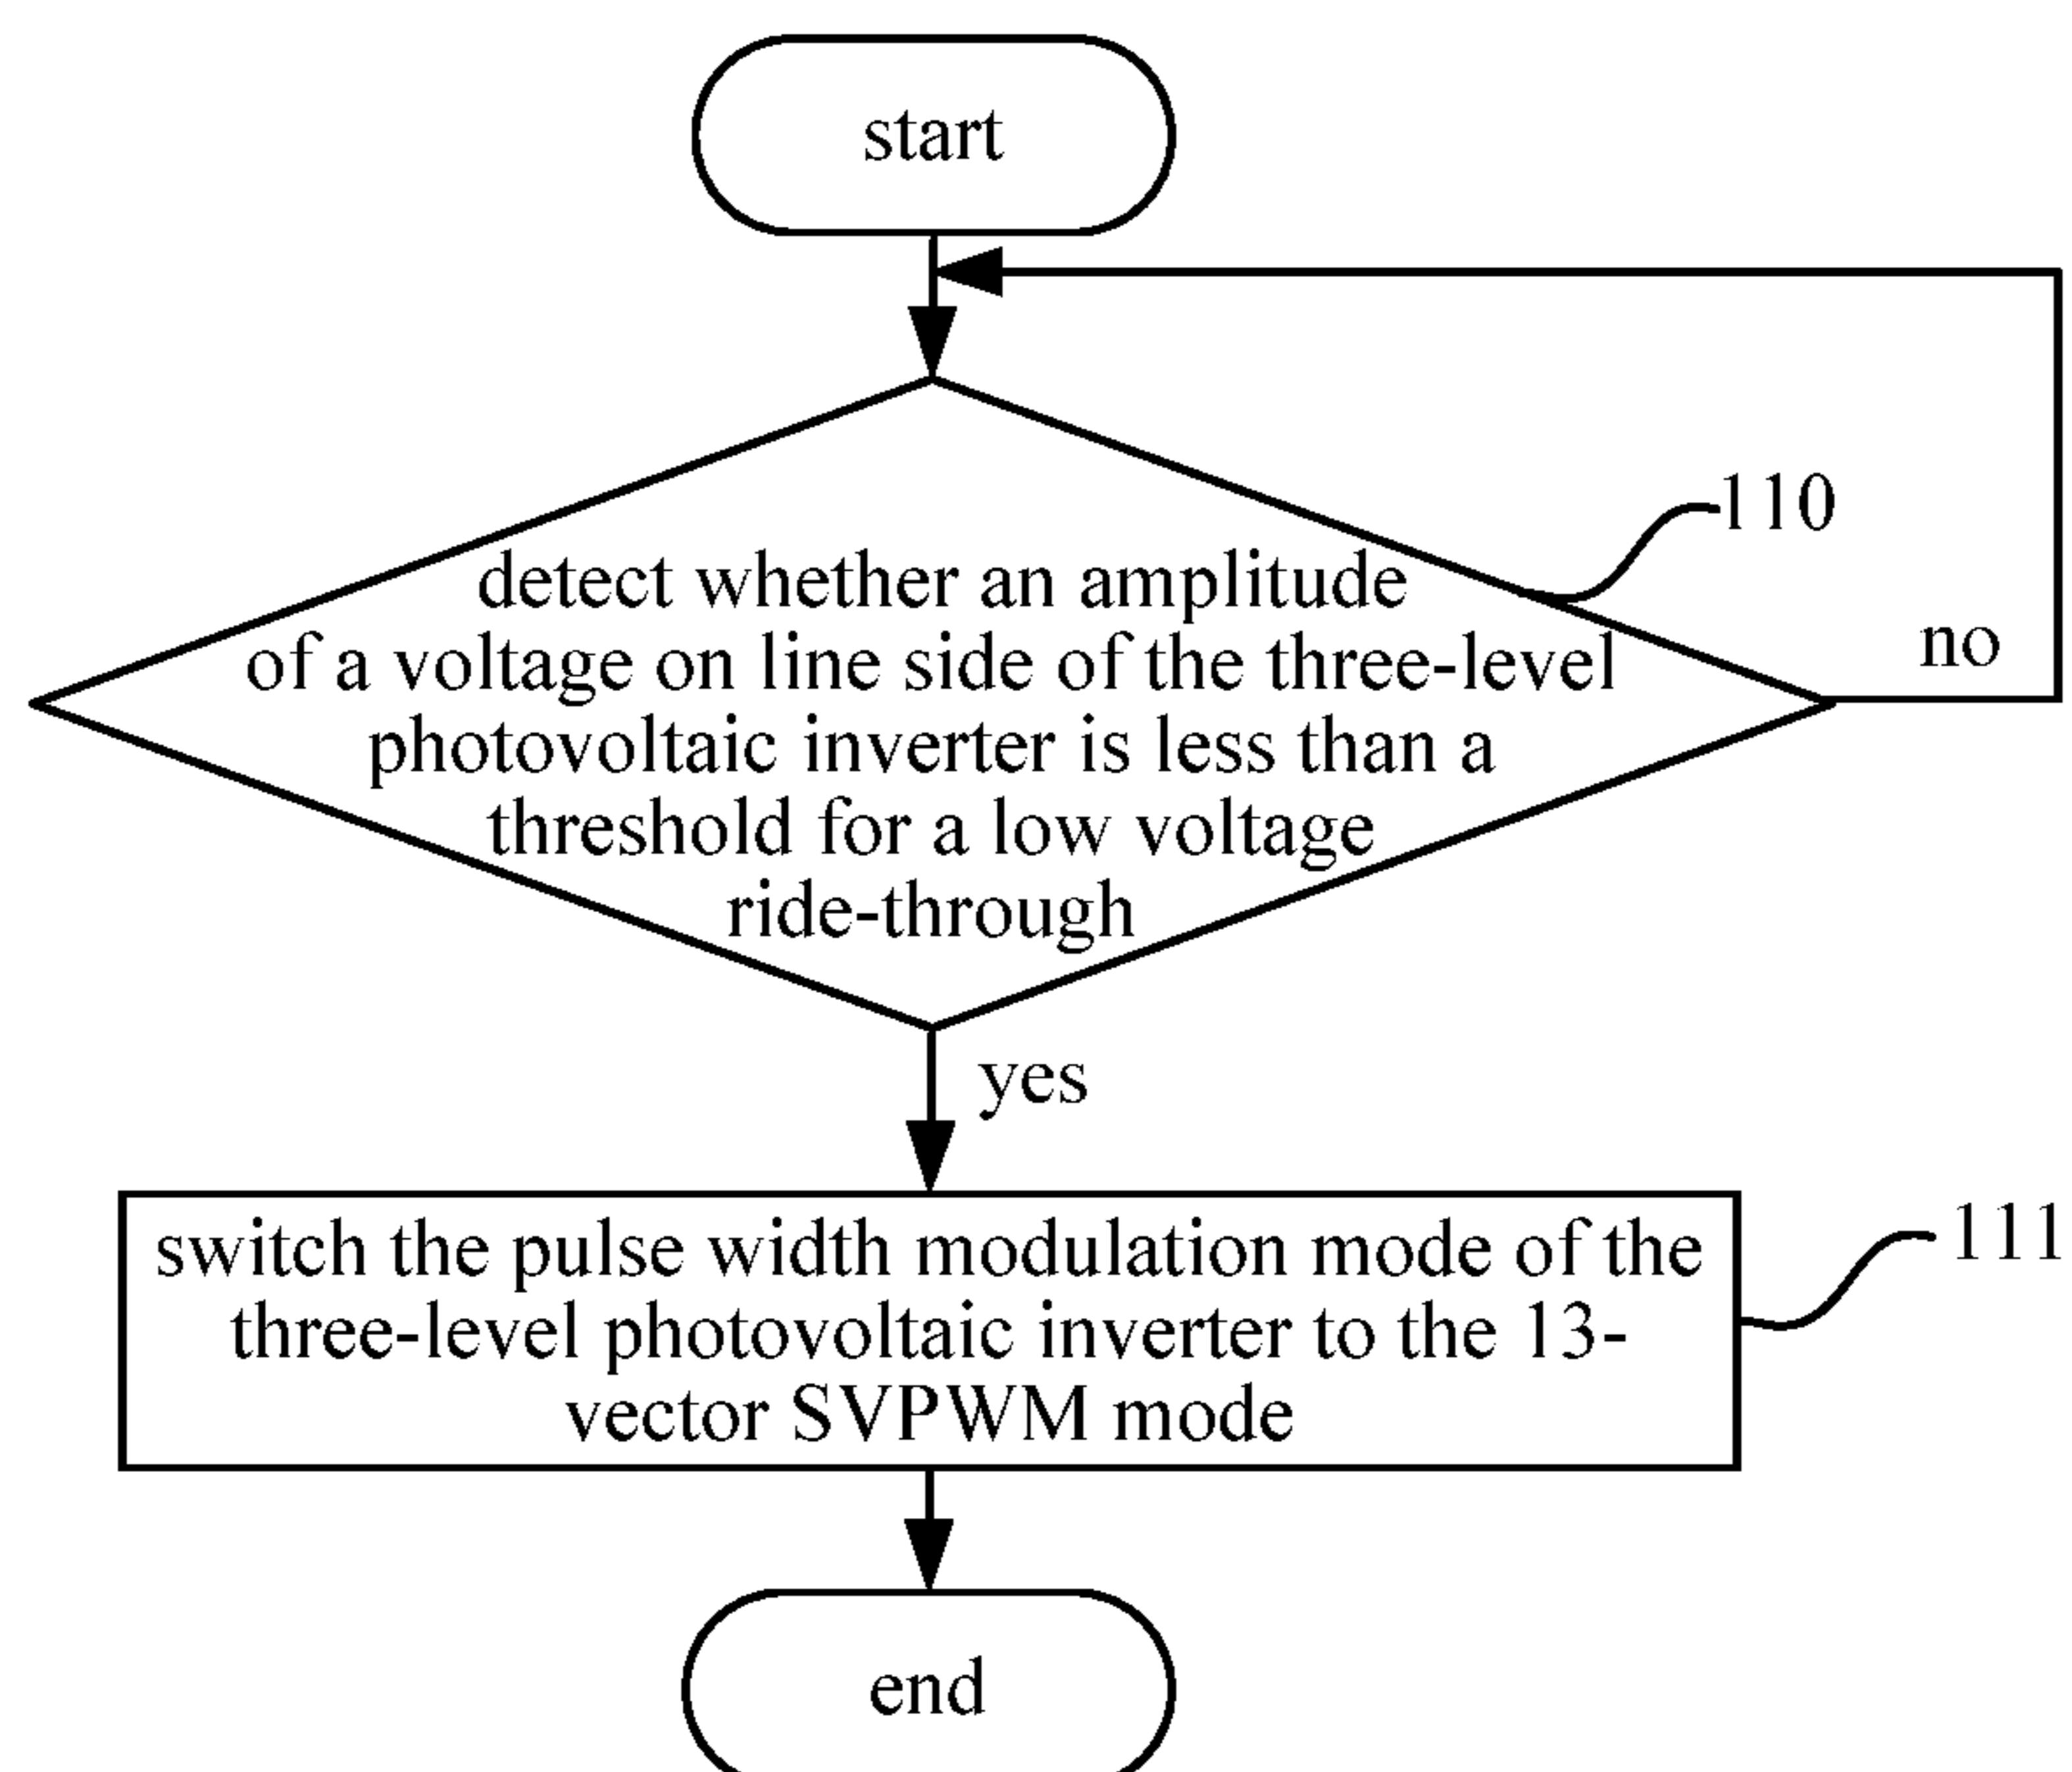 start
110
detect whether an amplitude
of a voltage on line side of the three-level
no
photovoltaic inverter is less than a
threshold for a low voltage
ride-through
yes
switch the pulse width modulation mode of the
111
three-level photovoltaic inverter to the 13-
vector SVPWM mode
end